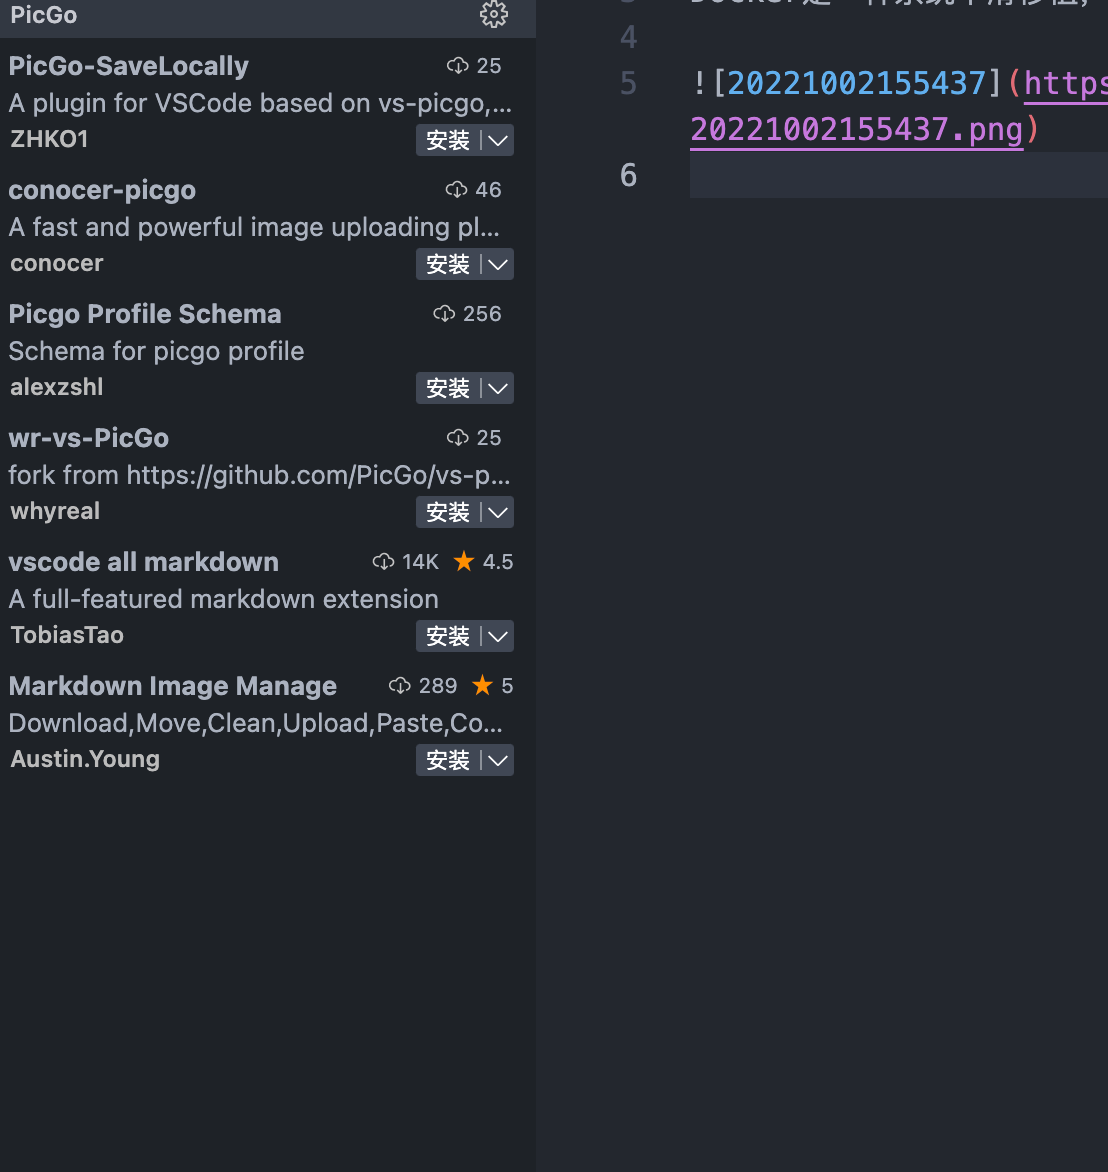 PicGo
PicGo-SaveLocally 25
A plugin for VSCode based on vs-picgo,...
ZHKO1 安装
conocer-picgo 46
A fast and powerful image uploading pl...
conocer 安装
Picgo Profile Schema 256
Schema for picgo profile
alexzshl 安装
wr-vs-PicGo 25
fork from https://github.com/PicGo/vs-p...
whyreal 安装
vscode all markdown 14K ★ 4.5
A full-featured markdown extension
TobiasTao 安装
Markdown Image Manage 289 ★ 5
Download,Move,Clean,Upload,Paste,Co...
Austin.Young 安装
4
5 ![20221002155437](https
20221002155437.png)
6